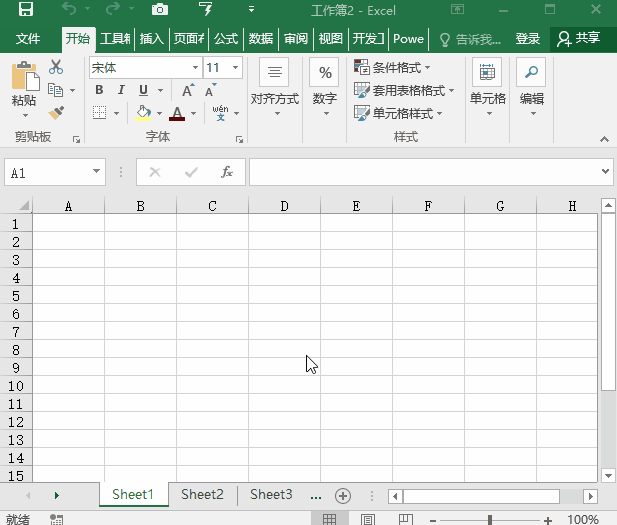 工作簿2 - Excel
文件 开始 工具 插入 页面 公式 数据 审阅 视图 开发 Powe 告诉我... 登录 共享
宋体 11
粘贴 B I U A A wén 文 对齐方式 % 数字 条件格式 套用表格格式 单元格样式 单元格 编辑
剪贴板 字体 样式
A1 fx
A B C D E F G H
1
2
3
4
5
6
7
8
9
10
11
12
13
14
15
Sheet1 Sheet2 Sheet3 ...
就绪 100%